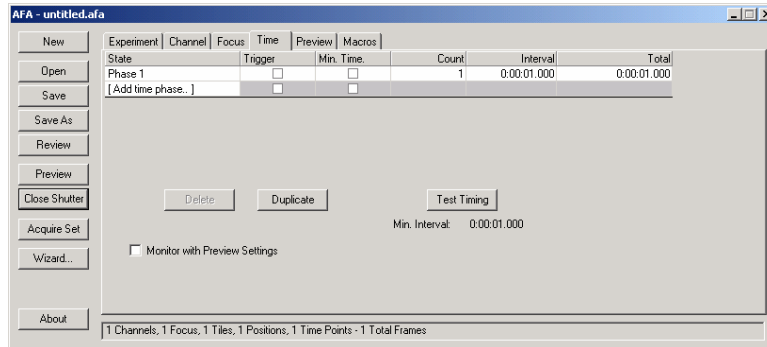 AFA - untitled.afa
New
Open
Save
Save As
Review
Preview
Close Shutter
Acquire Set
Wizard...
About
Experiment Channel Focus Time Preview Macros
State Trigger Min. Time. Count Interval Total
Phase 1 1 0:00:01.000 0:00:01.000
[ Add time phase.. ]
Delete Duplicate Test Timing
Min. Interval: 0:00:01.000
Monitor with Preview Settings
1 Channels, 1 Focus, 1 Tiles, 1 Positions, 1 Time Points - 1 Total Frames